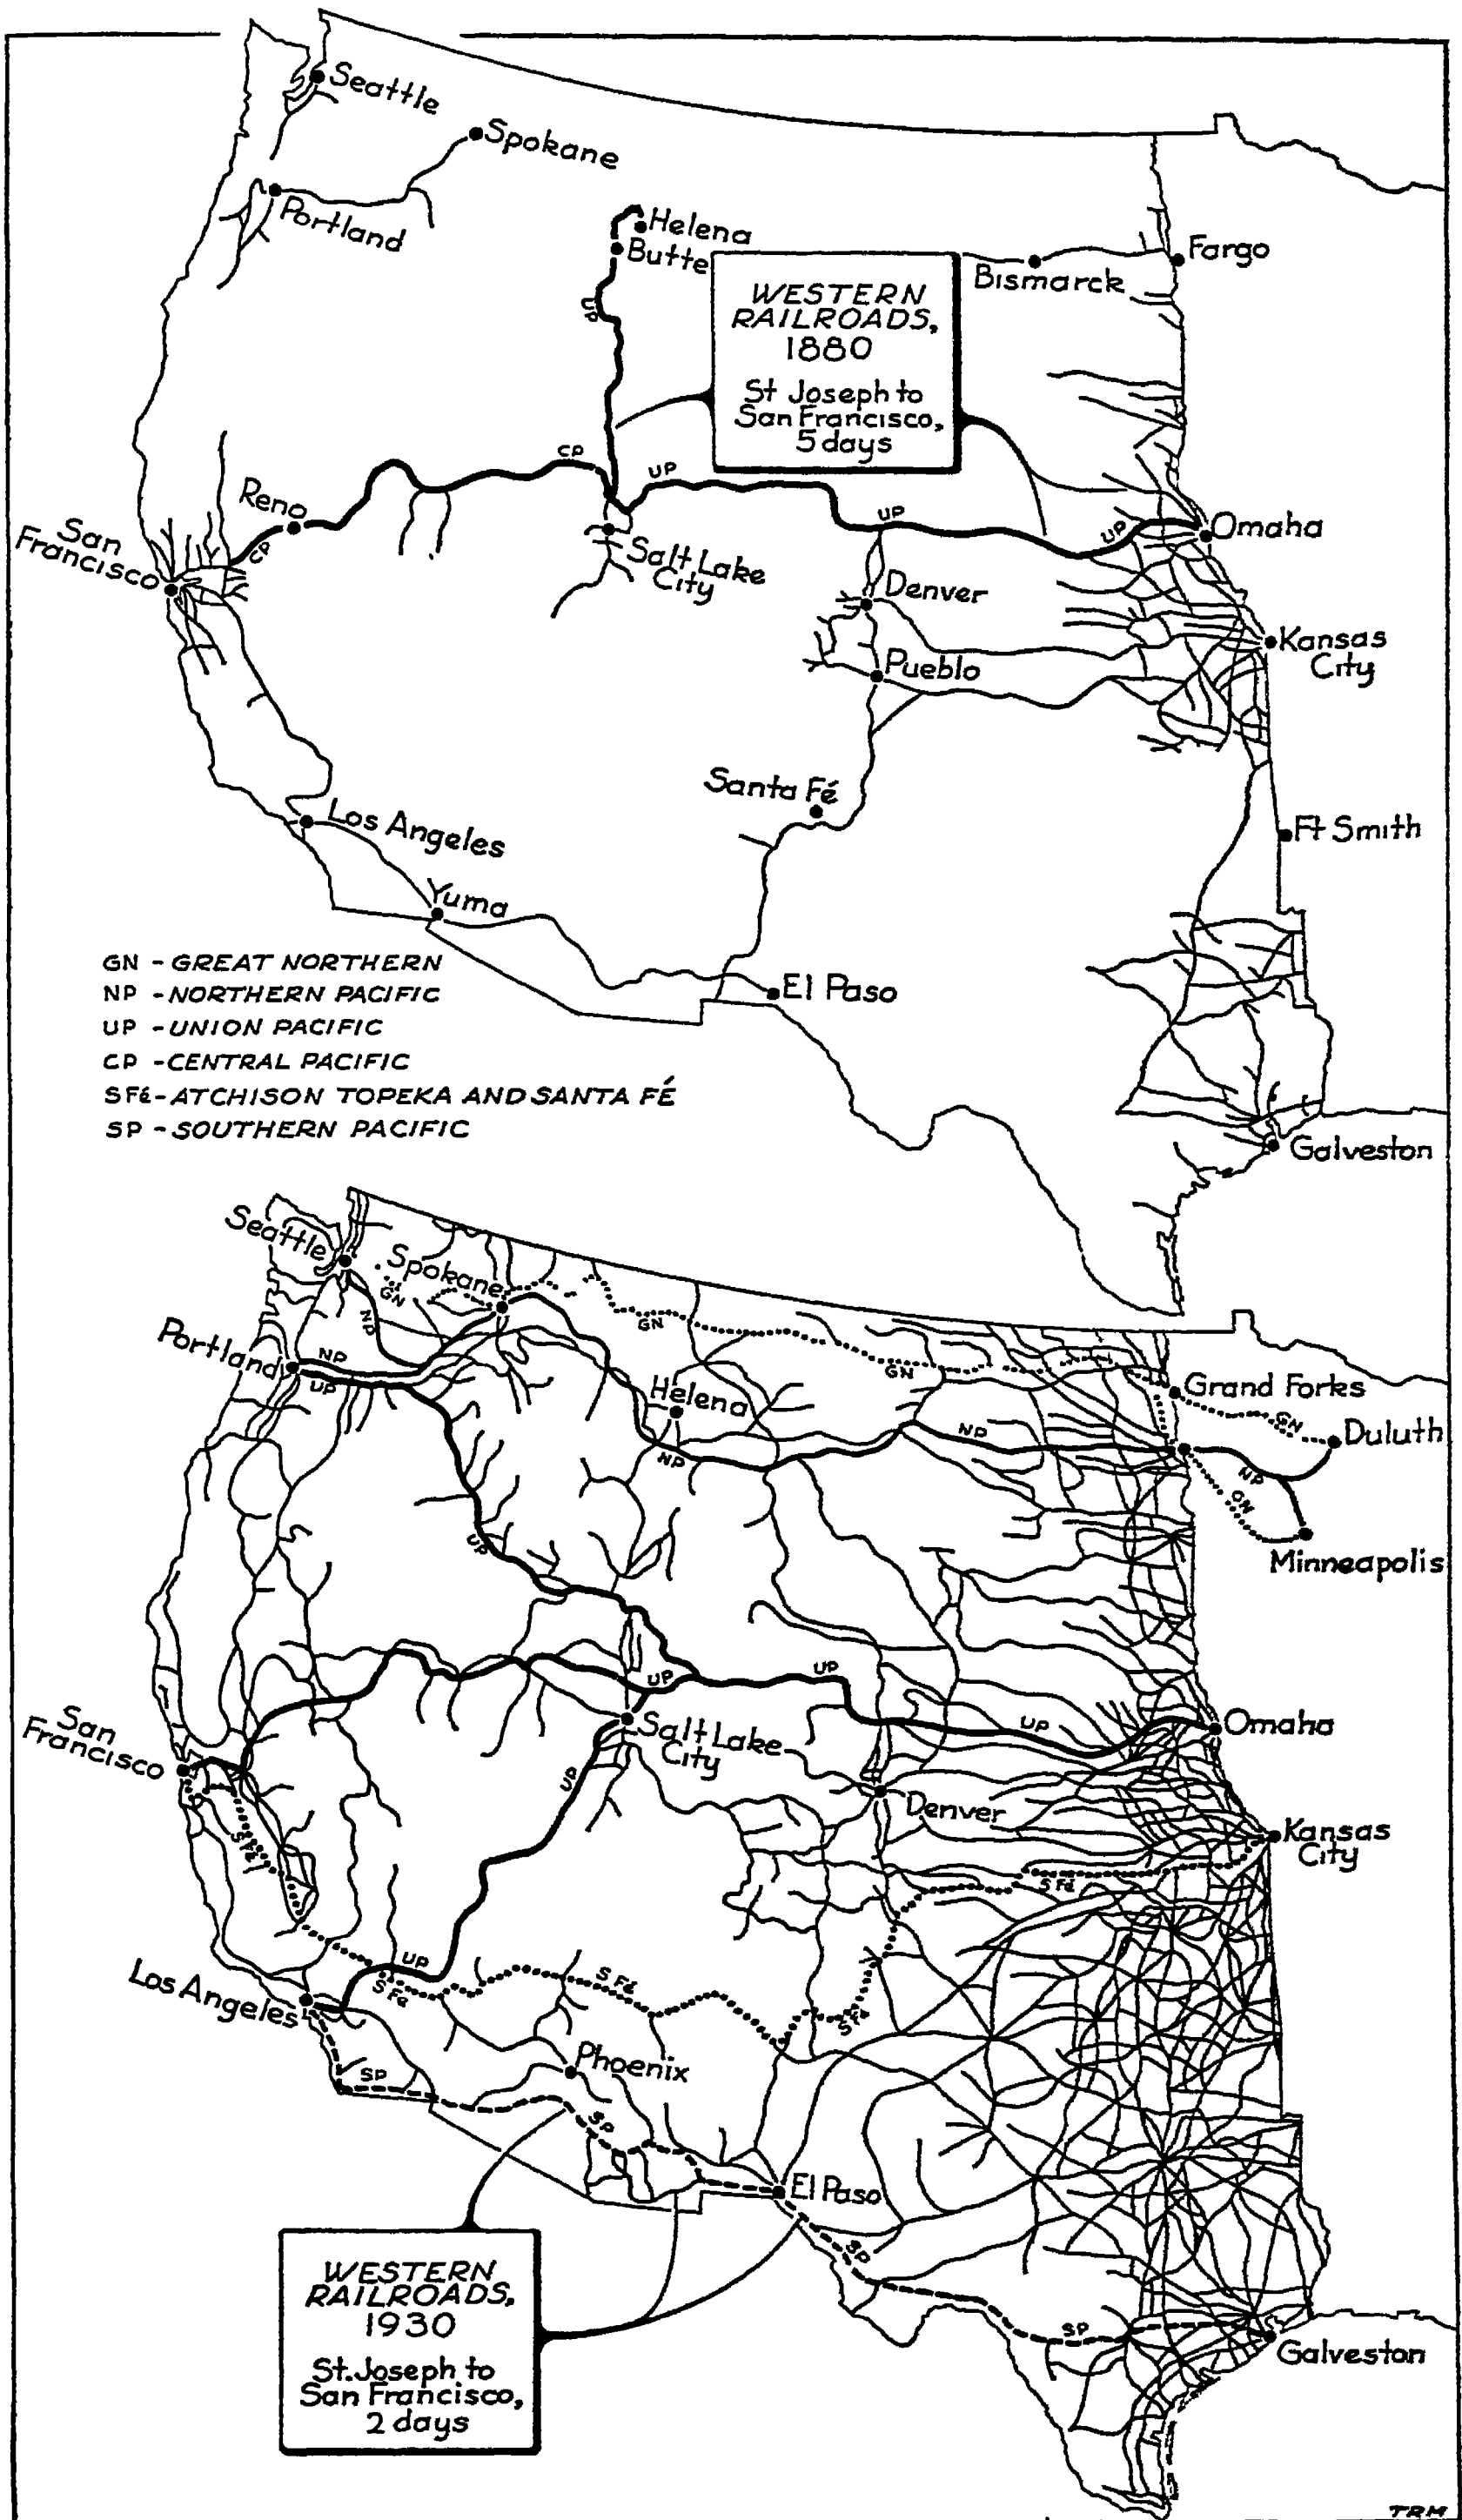 Seattle
Spokane
Portland
Helena
Butte
Bismarck
Fargo
WESTERN
RAILROADS,
1880
St Joseph to
San Francisco,
5 days
CP
CP
UP
UP
UP
CP
Reno
San
Francisco
Salt Lake
City
Omaha
Denver
Kansas
City
Pueblo
Santa Fé
Los Angeles
Ft Smith
Yuma
El Paso
Galveston
GN - GREAT NORTHERN
NP - NORTHERN PACIFIC
UP - UNION PACIFIC
CP - CENTRAL PACIFIC
SFé - ATCHISON TOPEKA AND SANTA FÉ
SP - SOUTHERN PACIFIC
Seattle
Spokane
GN
NP
GN
Portland
NP
UP
GN
Helena
Grand Forks
GN
Duluth
NP
NP
NP
GN
Minneapolis
UP
UP
UP
UP
San
Francisco
Salt Lake
City
Omaha
UP
Denver
Kansas
City
SFé
SFé
UP
SFé
SFé
SFé
Los Angeles
Phoenix
SP
SP
El Paso
SP
SP
Galveston
WESTERN
RAILROADS,
1930
St. Joseph to
San Francisco,
2 days
TRM